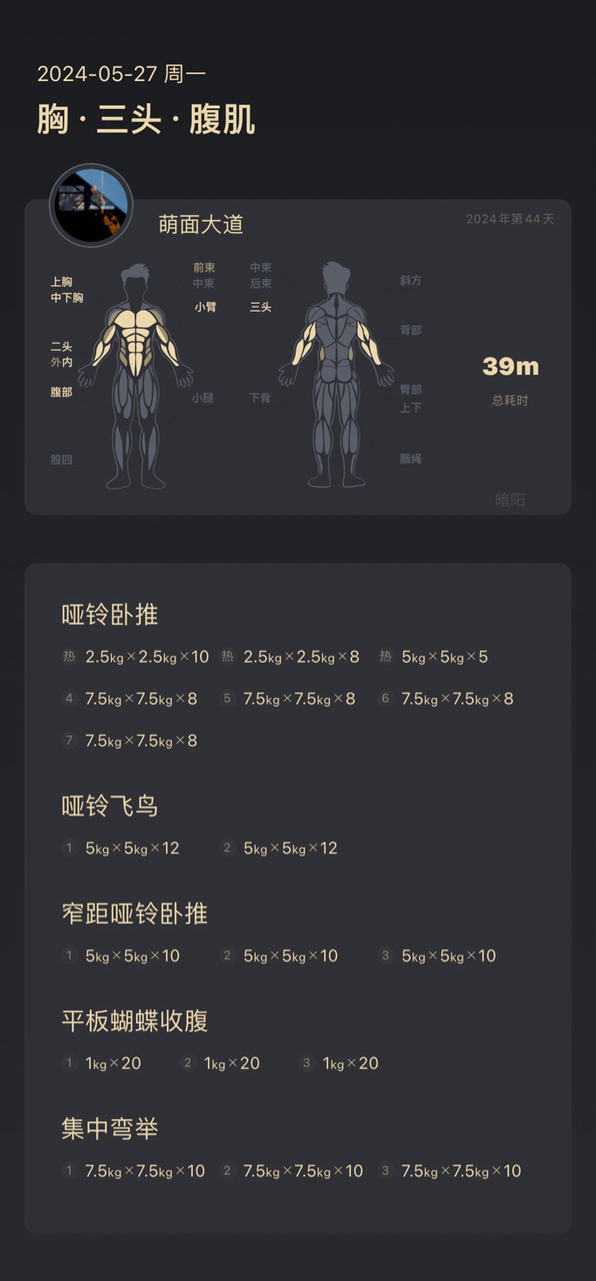 2024-05-27 周一
胸 · 三头 · 腹肌
萌面大道
2024年第44天
上胸
中下胸
二头
外内
腹部
股四
前束
中束
小臂
小腿
中束
后束
三头
下背
斜方
背部
臀部
上下
腘绳
39m
总耗时
暗阳
哑铃卧推
热 2.5kg×2.5kg×10 热 2.5kg×2.5kg×8 热 5kg×5kg×5
4 7.5kg×7.5kg×8 5 7.5kg×7.5kg×8 6 7.5kg×7.5kg×8
7 7.5kg×7.5kg×8
哑铃飞鸟
1 5kg×5kg×12 2 5kg×5kg×12
窄距哑铃卧推
1 5kg×5kg×10 2 5kg×5kg×10 3 5kg×5kg×10
平板蝴蝶收腹
1 1kg×20 2 1kg×20 3 1kg×20
集中弯举
1 7.5kg×7.5kg×10 2 7.5kg×7.5kg×10 3 7.5kg×7.5kg×10